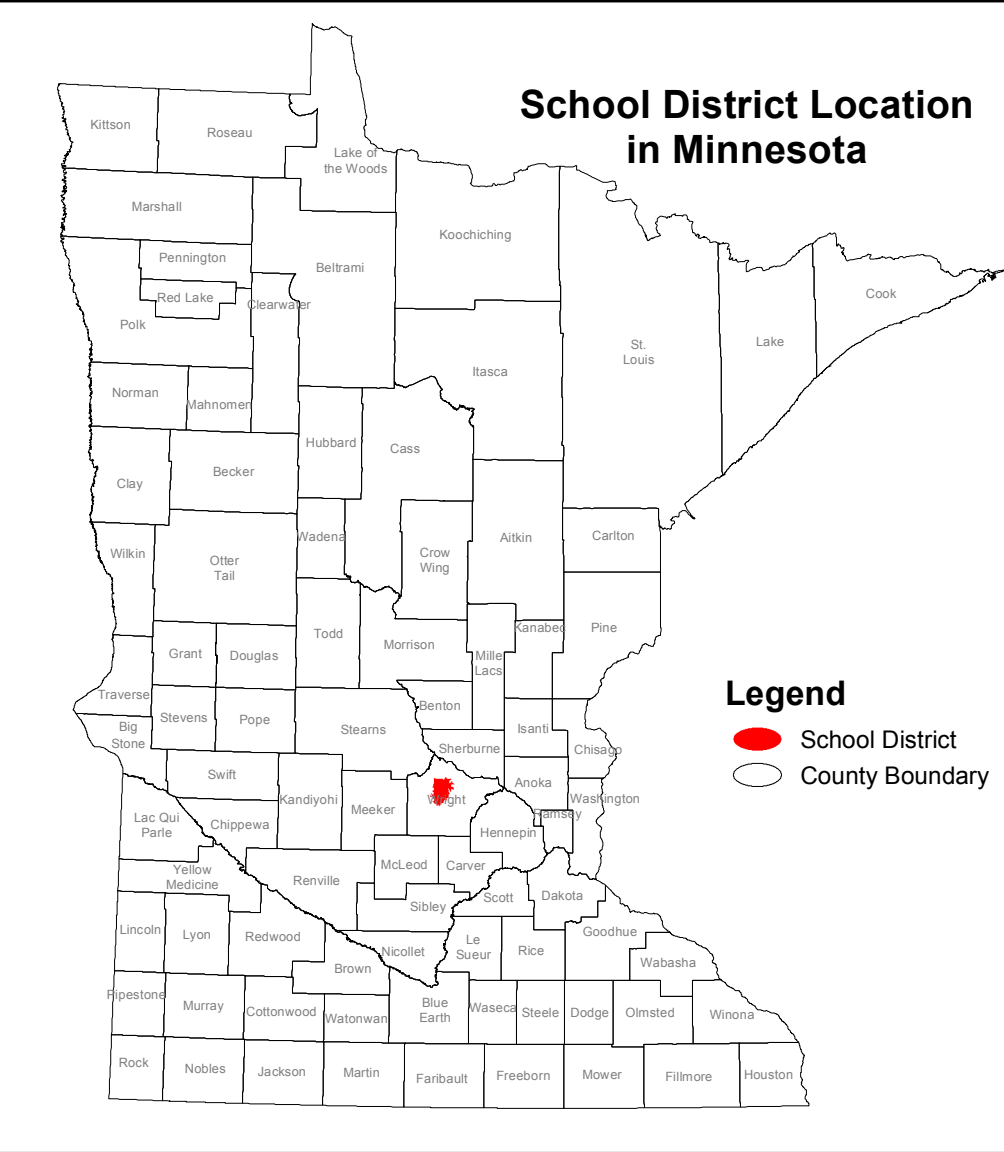 School District Location
in Minnesota
Kittson
Roseau
Lake of
the Woods
Marshall
Koochiching
Pennington
Beltrami
Red Lake
Clearwater
Cook
Polk
St.
Louis
Lake
Itasca
Norman
Mahnomen
Hubbard
Cass
Becker
Clay
Wadena
Aitkin
Carlton
Wilkin
Crow
Wing
Otter
Tail
Todd
Kanabec
Pine
Morrison
Grant
Douglas
Mille
Lacs
Traverse
Legend
Benton
Stevens
Pope
Stearns
Isanti
Big
Stone
School District
Sherburne
Chisago
Swift
County Boundary
Anoka
Kandiyohi
Wright
Washington
Meeker
Ramsey
Lac Qui
Parle
Chippewa
Hennepin
McLeod
Carver
Yellow
Medicine
Renville
Scott
Dakota
Sibley
Lincoln
Lyon
Redwood
Goodhue
Le
Sueur
Rice
Nicollet
Brown
Wabasha
Pipestone
Murray
Cottonwood
Watonwan
Blue
Earth
Waseca
Steele
Dodge
Olmsted
Winona
Rock
Nobles
Jackson
Martin
Faribault
Freeborn
Mower
Fillmore
Houston